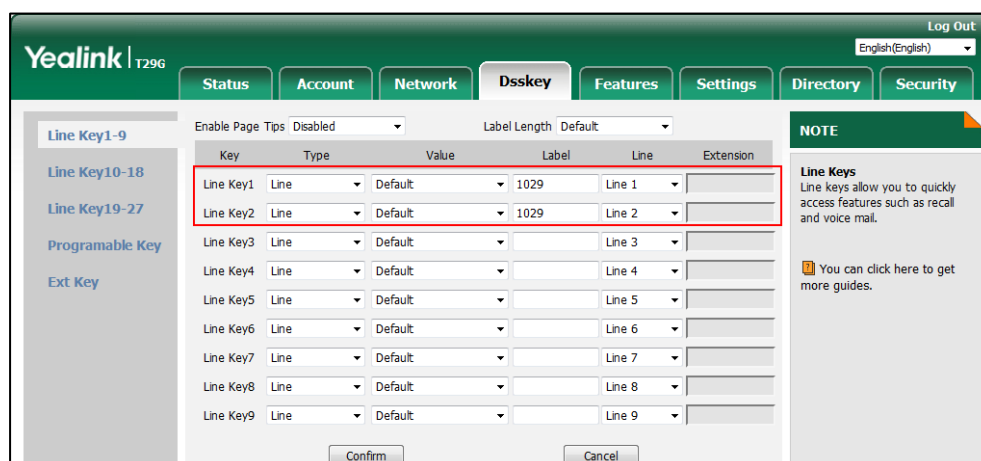 Log Out
Yealink T29G
English(English)
Status Account Network Dsskey Features Settings Directory Security
Line Key1-9
Line Key10-18
Line Key19-27
Programable Key
Ext Key
Enable Page Tips Disabled Label Length Default
Key Type Value Label Line Extension
Line Key1 Line Default 1029 Line 1
Line Key2 Line Default 1029 Line 2
Line Key3 Line Default Line 3
Line Key4 Line Default Line 4
Line Key5 Line Default Line 5
Line Key6 Line Default Line 6
Line Key7 Line Default Line 7
Line Key8 Line Default Line 8
Line Key9 Line Default Line 9
Confirm Cancel
NOTE
Line Keys
Line keys allow you to quickly
access features such as recall
and voice mail.
? You can click here to get
more guides.